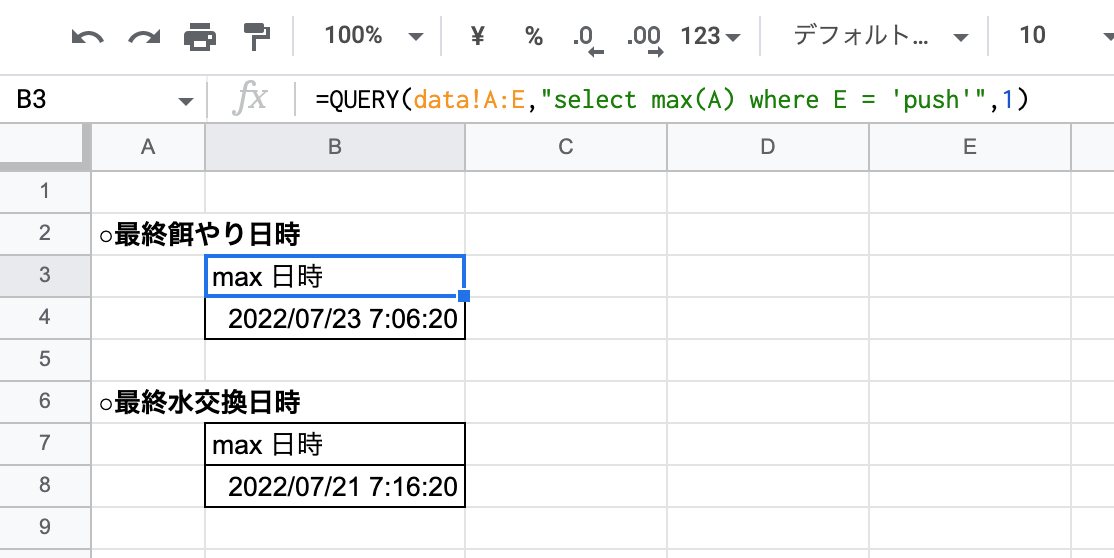 100% ¥ % .0 .00 123 デフォルト... 10
B3 fx =QUERY(data!A:E,"select max(A) where E = 'push'",1)
A B C D E
1
2 ○最終餌やり日時
3 max 日時
4 2022/07/23 7:06:20
5
6 ○最終水交換日時
7 max 日時
8 2022/07/21 7:16:20
9